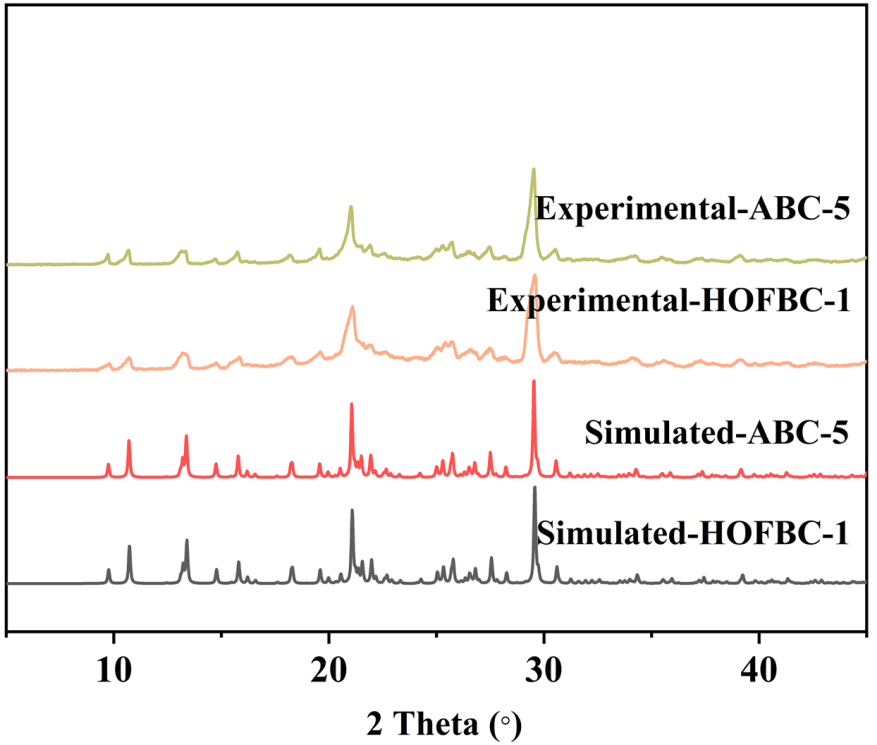 Experimental-ABC-5
Experimental-HOFBC-1
Simulated-ABC-5
Simulated-HOFBC-1
10 20 30 40
2 Theta (°)